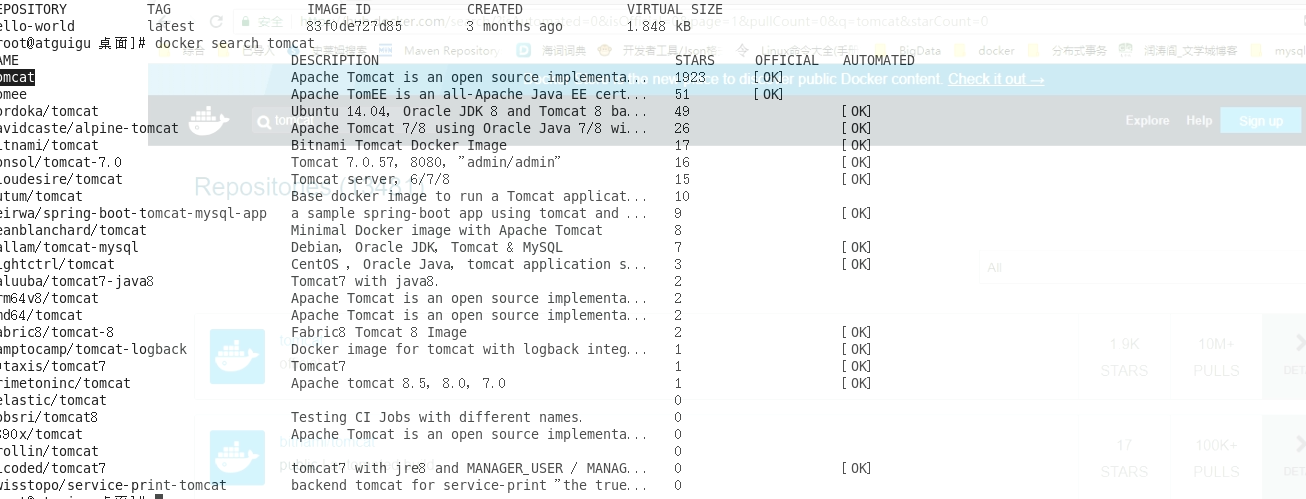 EPOSITORY TAG IMAGE ID CREATED VIRTUAL SIZE
ello-world latest 83f0de727d85 3 months ago 1.848 kB
root@atguigu 桌面]# docker search tomcat
AME DESCRIPTION STARS OFFICIAL AUTOMATED
omcat Apache Tomcat is an open source implementa... 1923 [OK]
omee Apache TomEE is an all-Apache Java EE cert... 51 [OK]
ordoka/tomcat Ubuntu 14.04, Oracle JDK 8 and Tomcat 8 ba... 49 [OK]
avidcaste/alpine-tomcat Apache Tomcat 7/8 using Oracle Java 7/8 wi... 26 [OK]
itnami/tomcat Bitnami Tomcat Docker Image 17 [OK]
onsol/tomcat-7.0 Tomcat 7.0.57, 8080, "admin/admin" 16 [OK]
loudesire/tomcat Tomcat server, 6/7/8 15 [OK]
utum/tomcat Base docker image to run a Tomcat applicat... 10
eirwa/spring-boot-tomcat-mysql-app a sample spring-boot app using tomcat and ... 9 [OK]
eanblanchard/tomcat Minimal Docker image with Apache Tomcat 8
allam/tomcat-mysql Debian, Oracle JDK, Tomcat & MySQL 7 [OK]
ightctrl/tomcat CentOS , Oracle Java, tomcat application s... 3 [OK]
aluuba/tomcat7-java8 Tomcat7 with java8. 2
rm64v8/tomcat Apache Tomcat is an open source implementa... 2
md64/tomcat Apache Tomcat is an open source implementa... 2
abric8/tomcat-8 Fabric8 Tomcat 8 Image 2 [OK]
amptocamp/tomcat-logback Docker image for tomcat with logback integ... 1 [OK]
taxis/tomcat7 Tomcat7 1 [OK]
rimetoninc/tomcat Apache tomcat 8.5, 8.0, 7.0 1 [OK]
elastic/tomcat 0
obsri/tomcat8 Testing CI Jobs with different names. 0
390x/tomcat Apache Tomcat is an open source implementa... 0
rollin/tomcat 0
coded/tomcat7 tomcat7 with jre8 and MANAGER_USER / MANAG... 0 [OK]
wisstopo/service-print-tomcat backend tomcat for service-print "the true... 0
Check it out →
Explore Help Sign up
Repositories
All
1.9K STARS 10M+ PULLS
17 STARS 100K+ PULLS